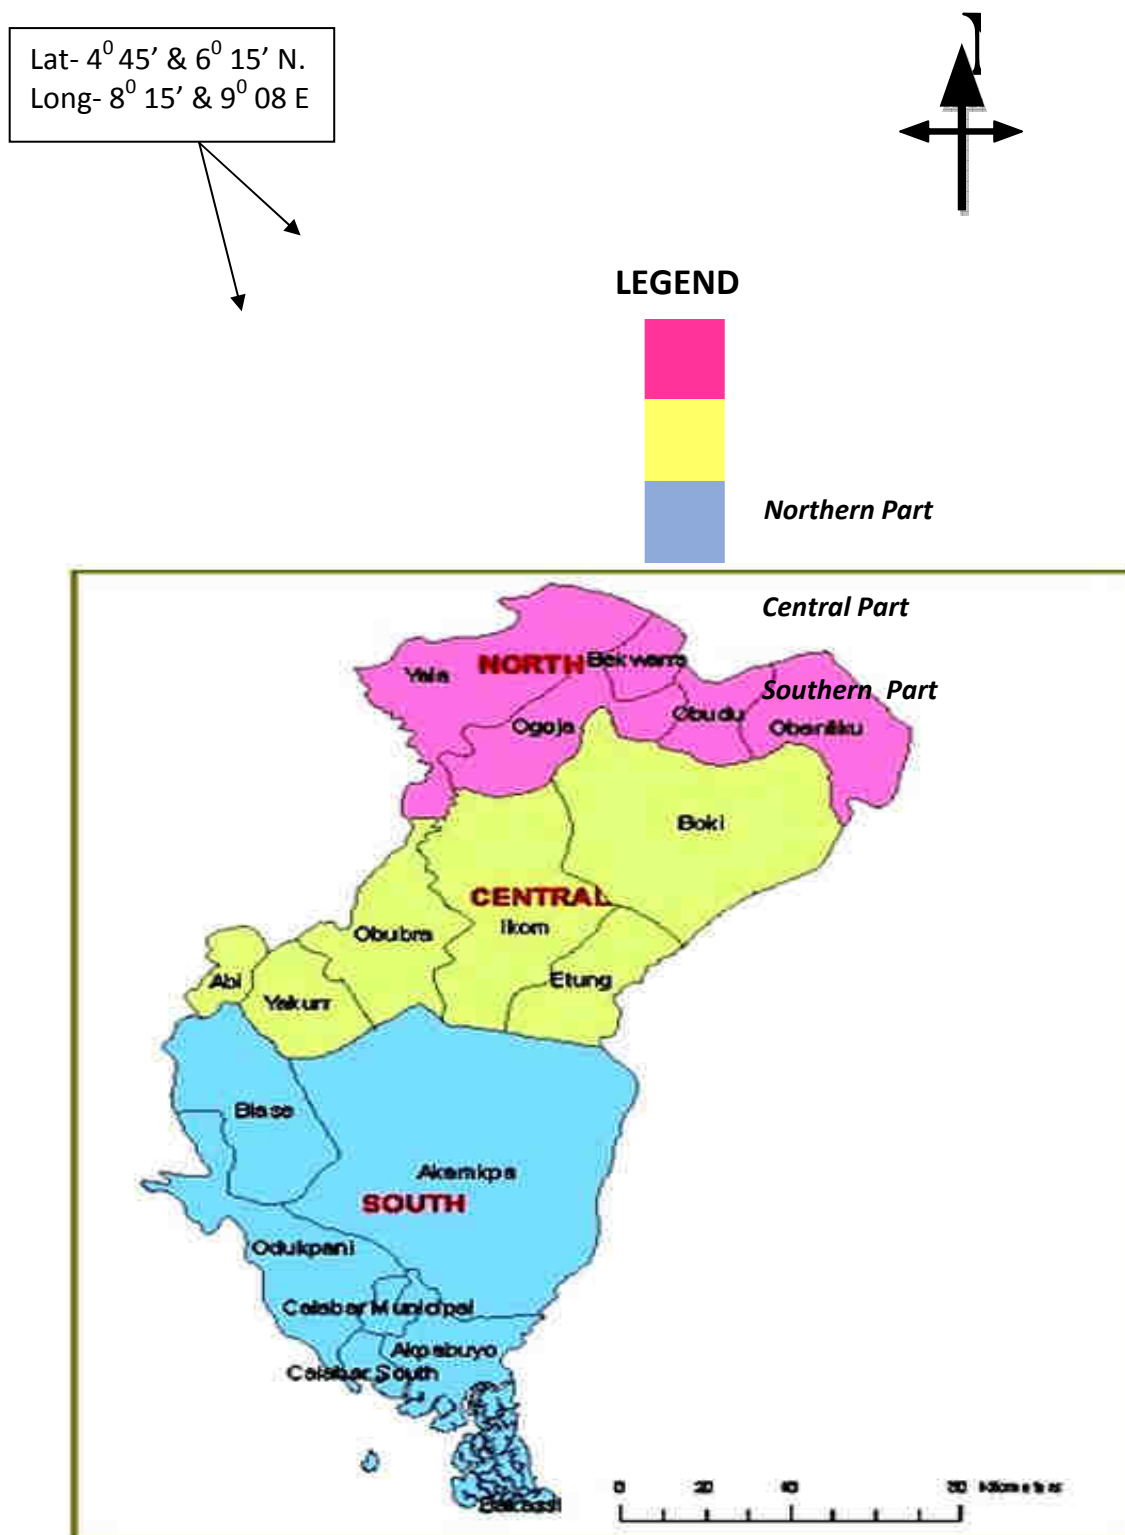 Lat- 4⁰ 45’ & 6⁰ 15’ N.
Long- 8⁰ 15’ & 9⁰ 08 E
LEGEND
Northern Part
Central Part
Southern Part
NORTH
Yala
Bekwarra
Ogoja
Obudu
Obanliku
Boki
CENTRAL
Ikom
Obubra
Etung
Abi
Yakurr
Biase
Akamkpa
SOUTH
Odukpani
Calabar Municipal
Akpabuyo
Calabar South
Bakassi
0 20 40 80 Kilometers